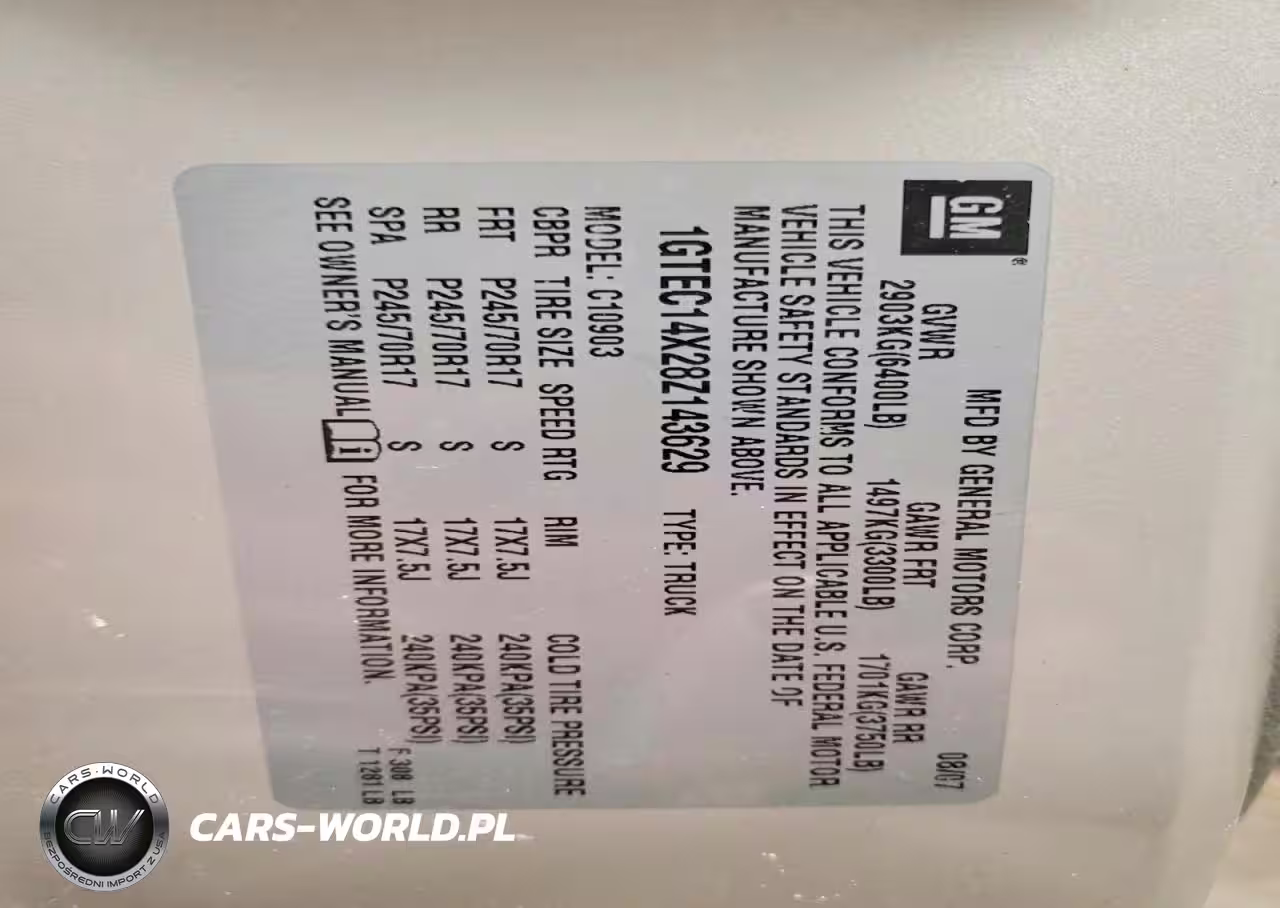 GM
MFD BY GENERAL MOTORS CORP. 08/07
GVWR GAWR FRT GAWR RR
2903KG(6400LB) 1497KG(3300LB) 1701KG(3750LB)
THIS VEHICLE CONFORMS TO ALL APPLICABLE U.S. FEDERAL MOTOR
VEHICLE SAFETY STANDARDS IN EFFECT ON THE DATE OF
MANUFACTURE SHOWN ABOVE.
1GTEC14X28Z143629 TYPE: TRUCK
MODEL: C10903
CBPR TIRE SIZE SPEED RTG RIM COLD TIRE PRESSURE
FRT P245/70R17 S 17X7.5J 240KPA(35PSI)
RR P245/70R17 S 17X7.5J 240KPA(35PSI)
SPA P245/70R17 S 17X7.5J 240KPA(35PSI) F 308 LB
SEE OWNER'S MANUAL FOR MORE INFORMATION. T 1281LB
CARS-WORLD
CW
BEZPOŚREDNI IMPORT Z USA
CARS-WORLD.PL